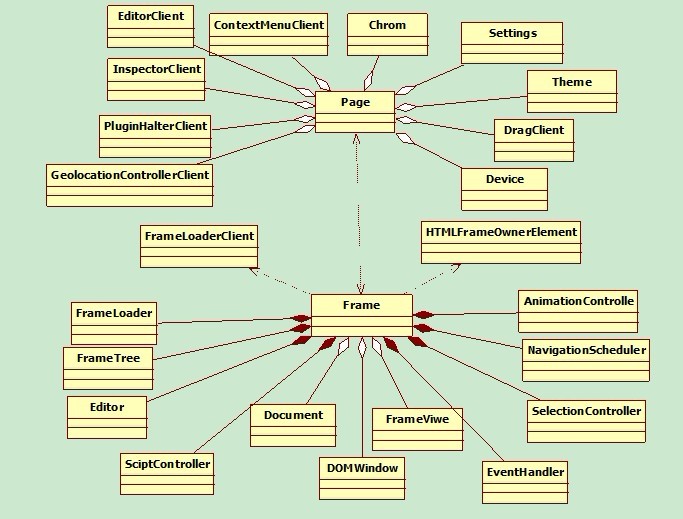 EditorClient
ContextMenuClient
Chrom
Settings
InspectorClient
Theme
Page
PluginHalterClient
DragClient
GeolocationControllerClient
Device
FrameLoaderClient
HTMLFrameOwnerElement
Frame
AnimationControlle
FrameLoader
NavigationScheduler
FrameTree
Editor
SelectionController
Document
FrameViwe
SciptController
DOMWindow
EventHandler